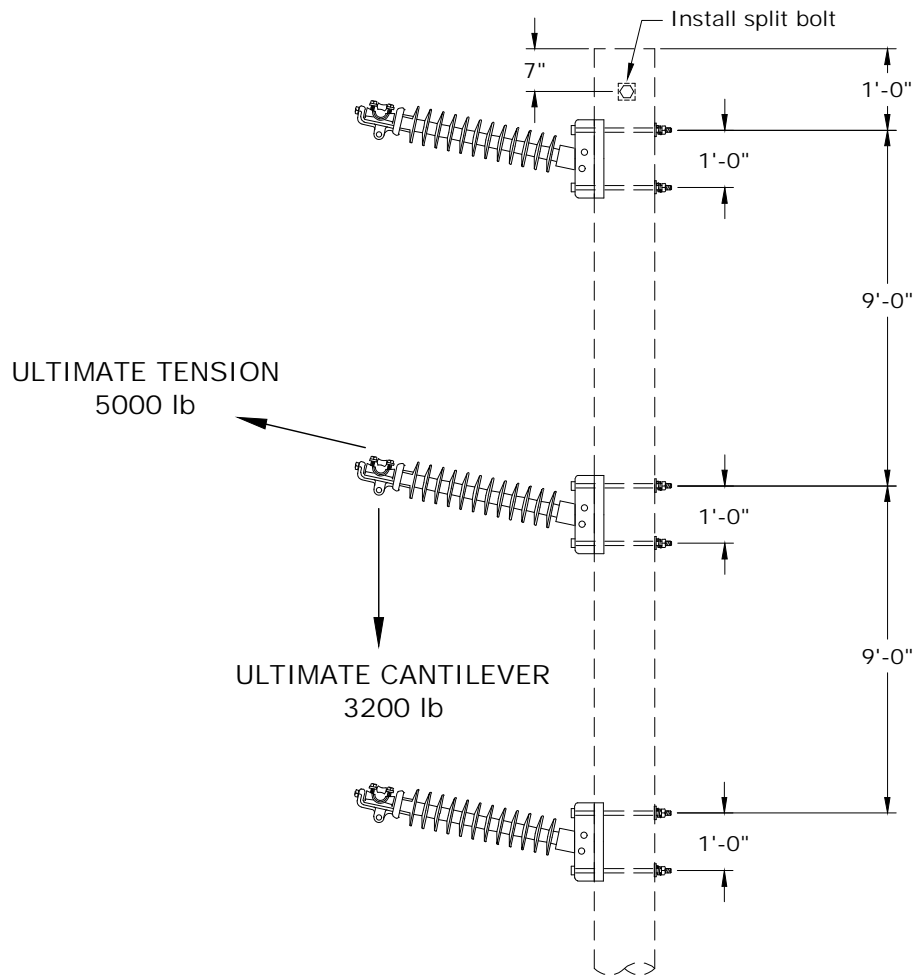 Install split bolt
7"
1'-0"
1'-0"
9'-0"
ULTIMATE TENSION
5000 lb
1'-0"
9'-0"
ULTIMATE CANTILEVER
3200 lb
1'-0"